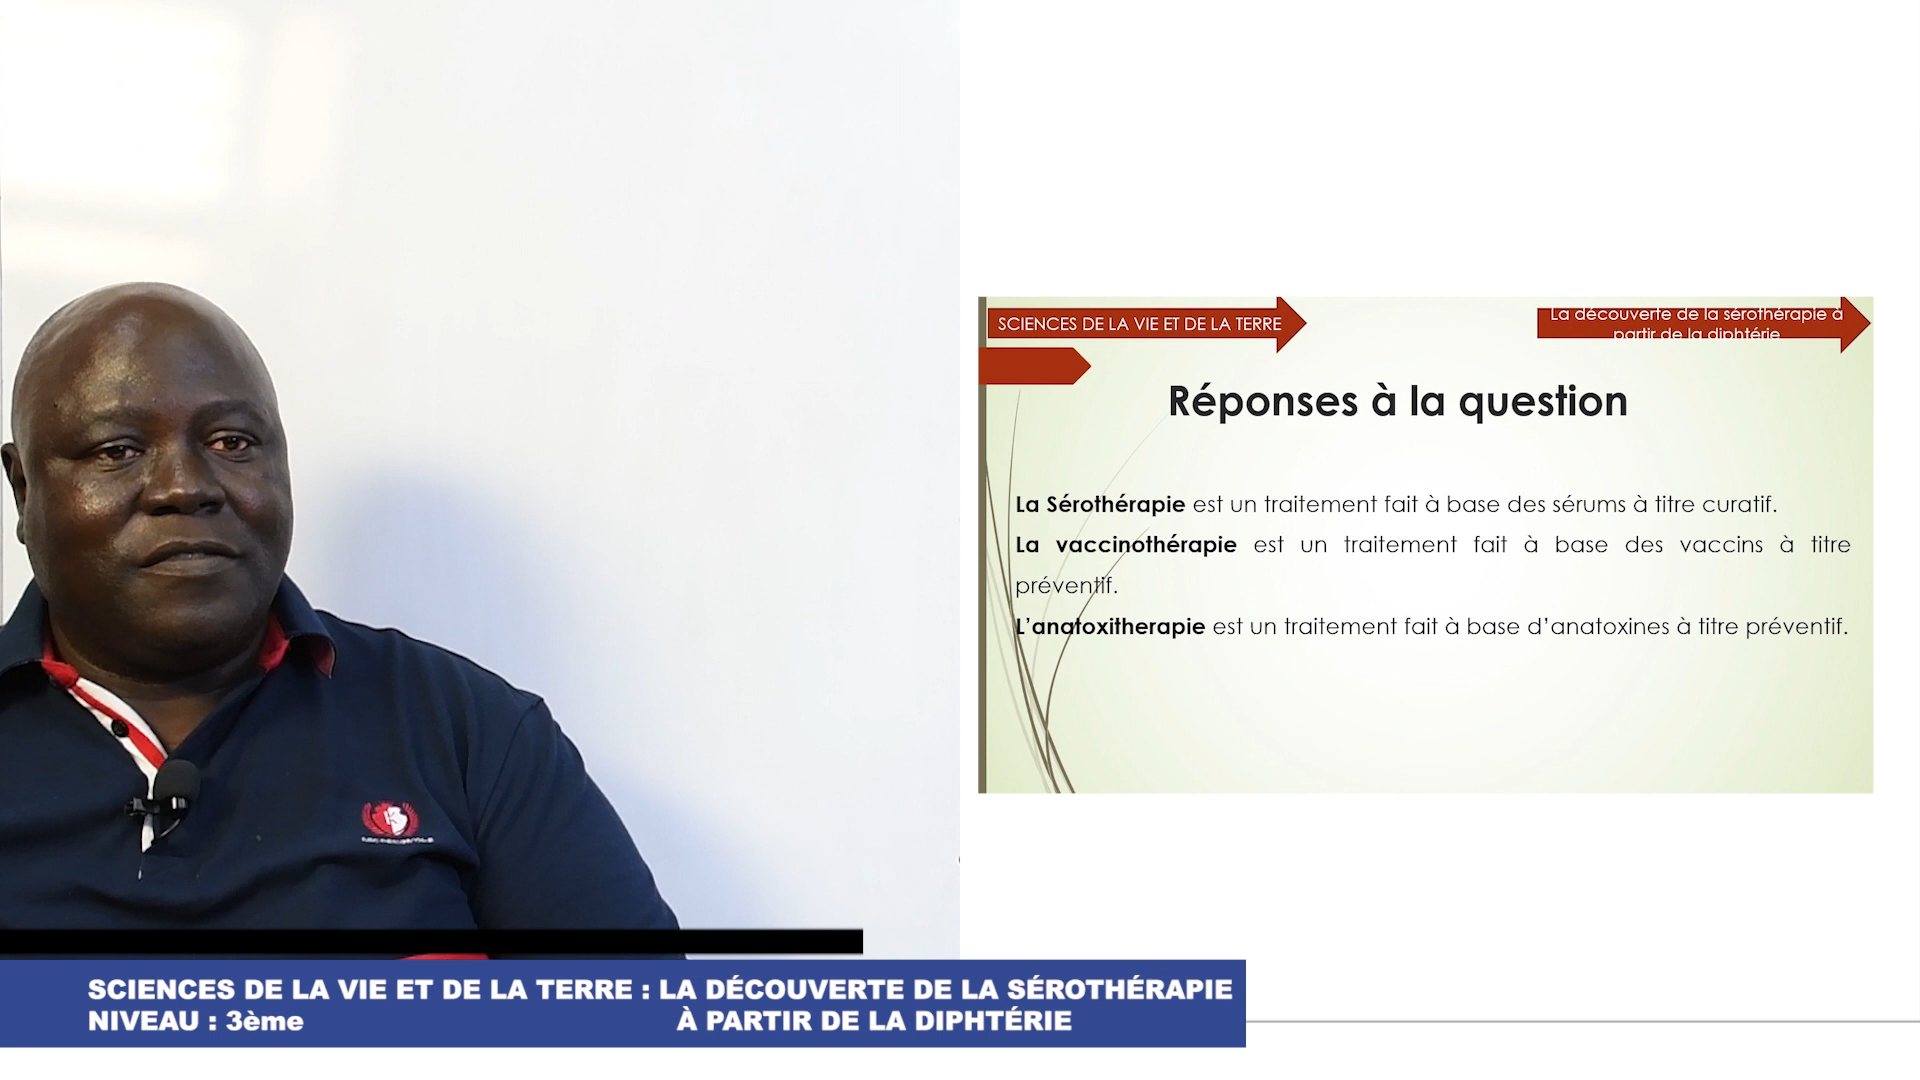 SCIENCES DE LA VIE ET DE LA TERRE
La découverte de la sérothérapie à
partir de la diphtérie
Réponses à la question
La Sérothérapie est un traitement fait à base des sérums à titre curatif.
La vaccinothérapie est un traitement fait à base des vaccins à titre
préventif.
L'anatoxitherapie est un traitement fait à base d'anatoxines à titre préventif.
SCIENCES DE LA VIE ET DE LA TERRE : LA DÉCOUVERTE DE LA SÉROTHÉRAPIE
NIVEAU : 3ème À PARTIR DE LA DIPHTÉRIE